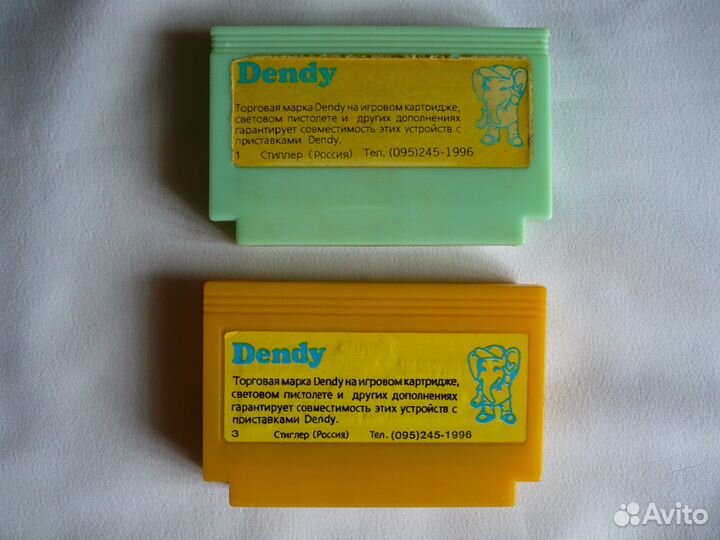 Dendy
Торговая марка Dendy на игровом картридже,
световом пистолете и других дополнениях
гарантирует совместимость этих устройств с
приставками Dendy.
1 Стиплер (Россия) Тел. (095)245-1996
Dendy
Торговая марка Dendy на игровом картридже,
световом пистолете и других дополнениях
гарантирует совместимость этих устройств с
приставками Dendy.
3 Стиглер (Россия) Тел. (095)245-1996
Avito